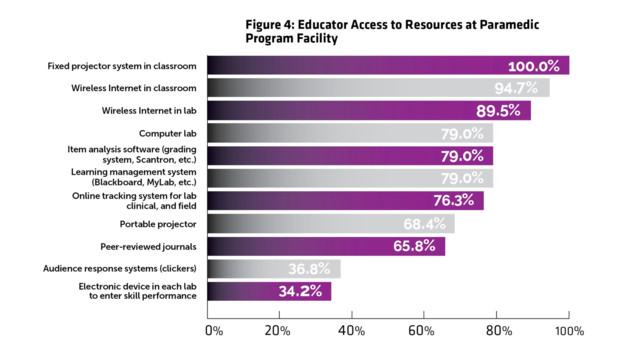 Figure 4: Educator Access to Resources at Paramedic
Program Facility
Fixed projector system in classroom 100.0%
Wireless Internet in classroom 94.7%
Wireless Internet in lab 89.5%
Computer lab 79.0%
Item analysis software (grading
system, Scantron, etc.) 79.0%
Learning management system
(Blackboard, MyLab, etc.) 79.0%
Online tracking system for lab
clinical, and field 76.3%
Portable projector 68.4%
Peer-reviewed journals 65.8%
Audience response systems (clickers) 36.8%
Electronic device in each lab
to enter skill performance 34.2%
0% 20% 40% 60% 80% 100%